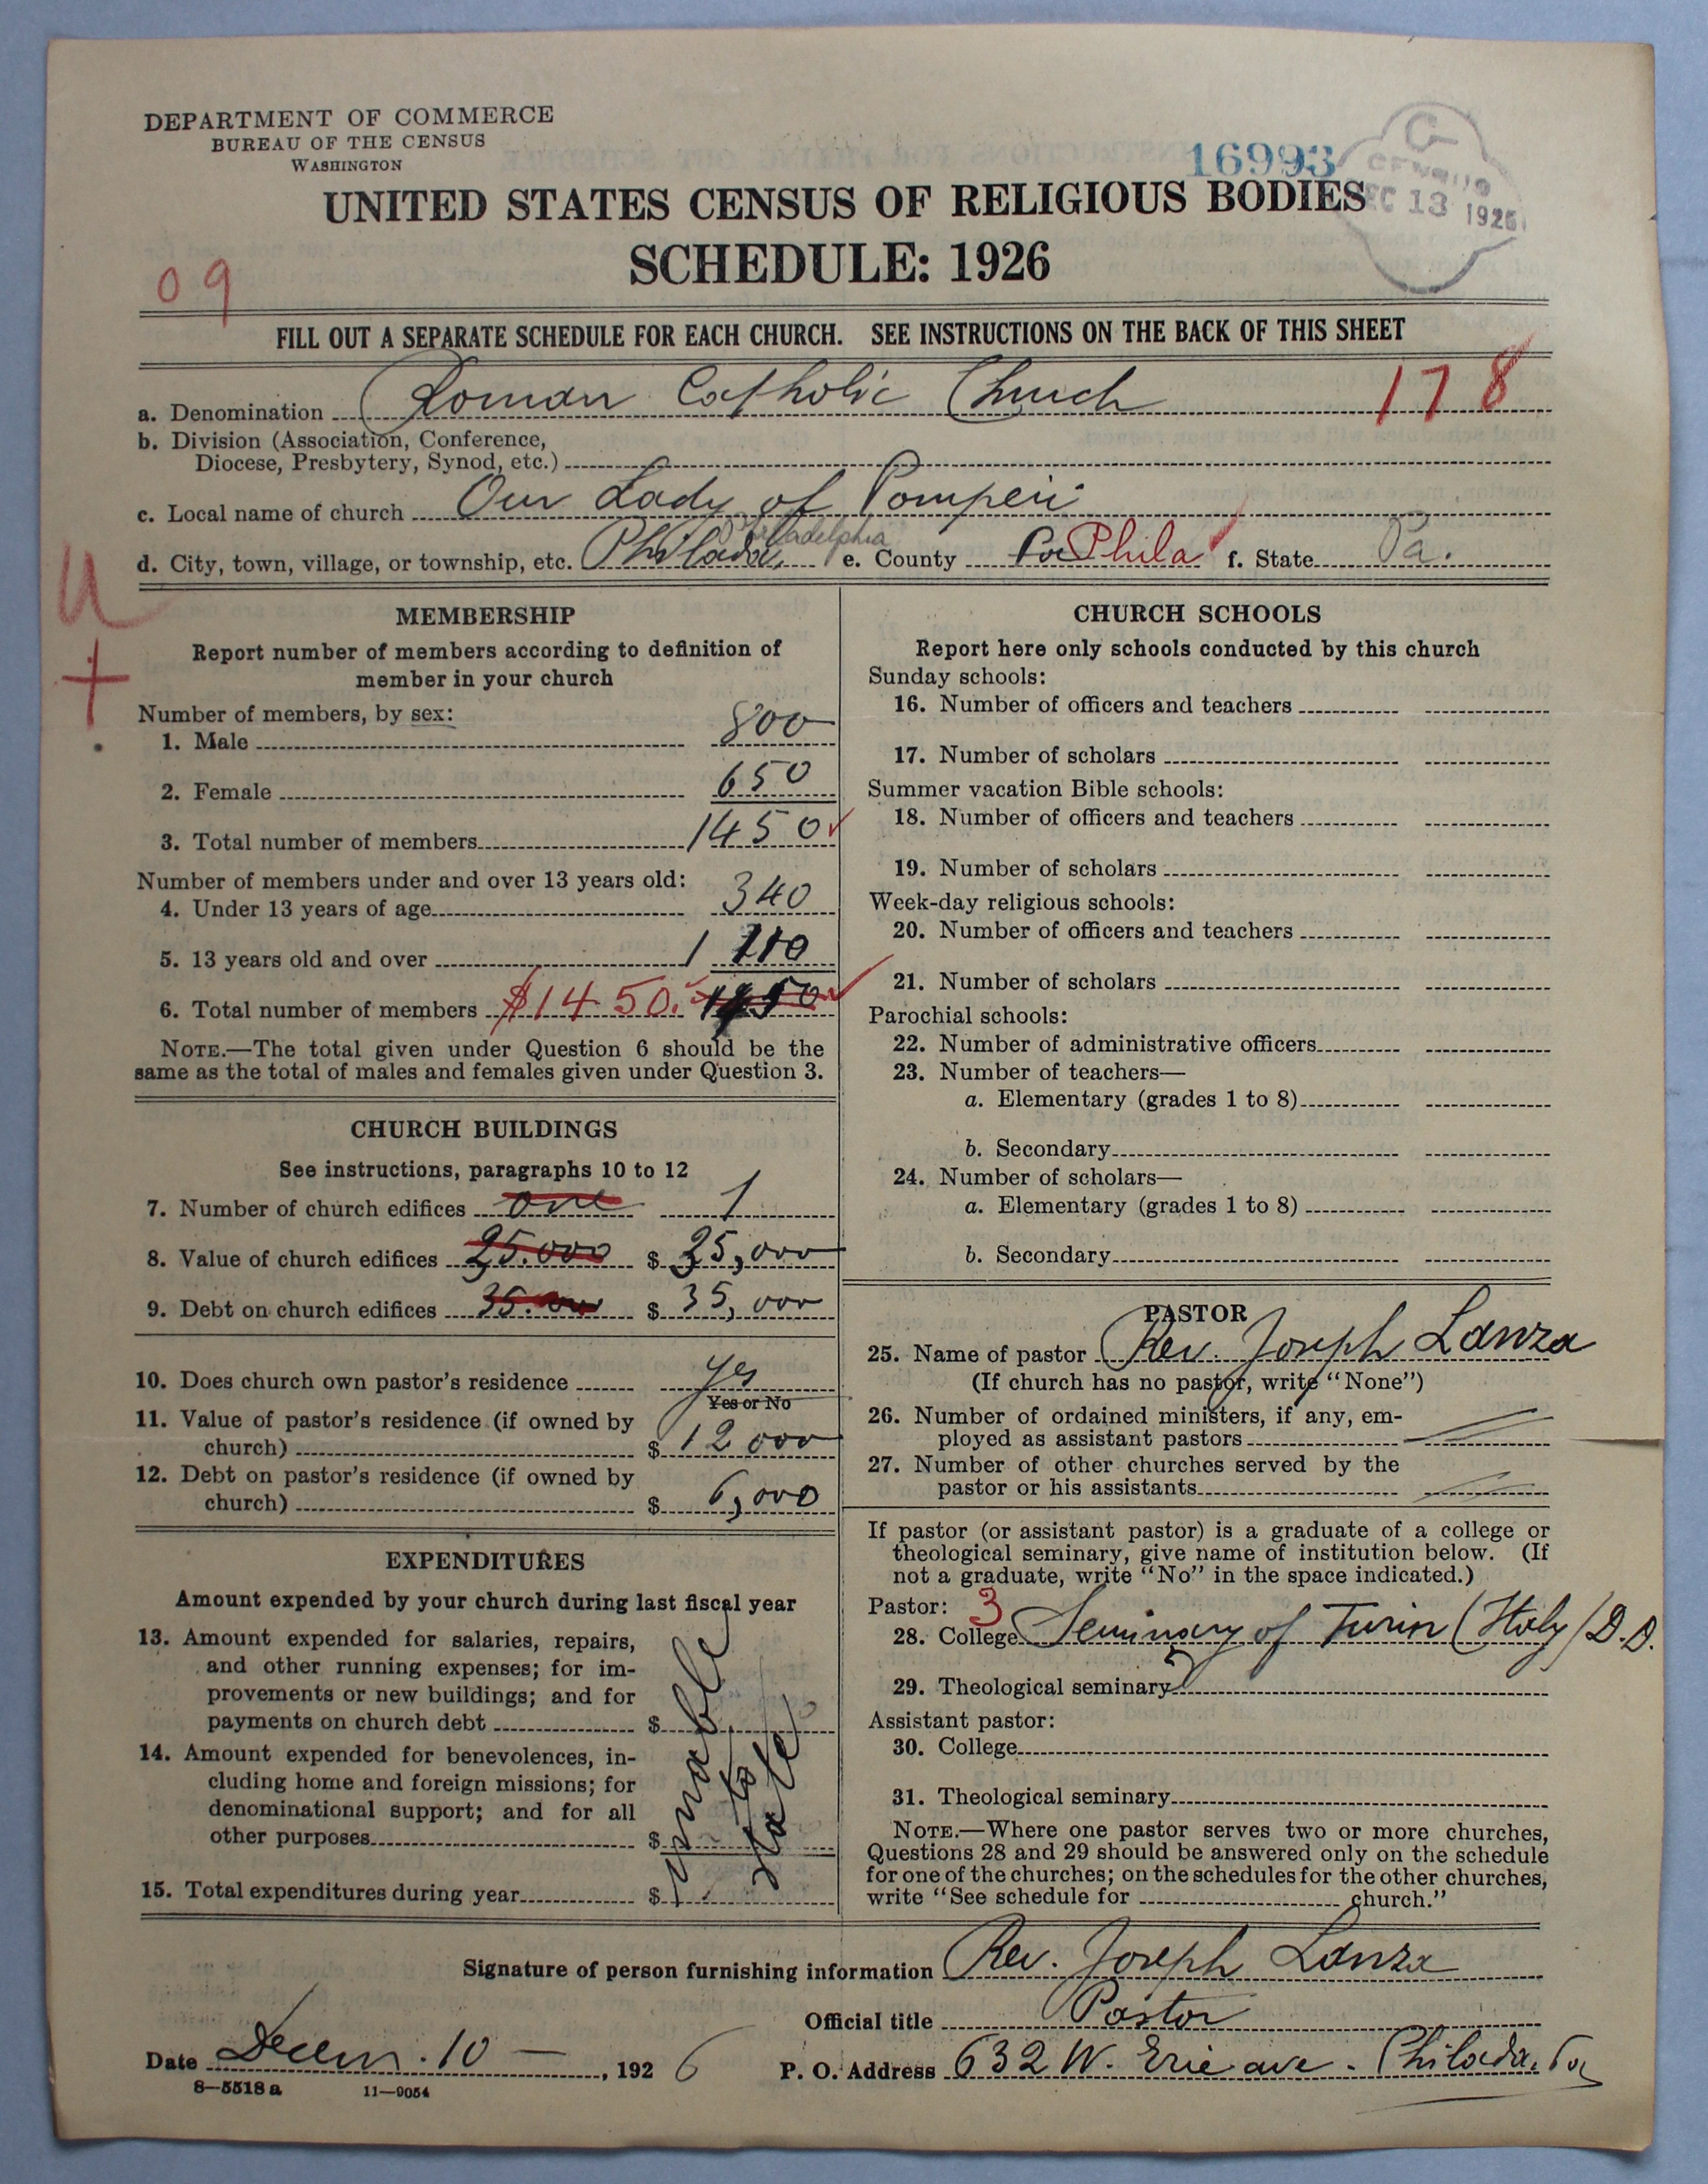 DEPARTMENT OF COMMERCE
BUREAU OF THE CENSUS
WASHINGTON
16993
CENSUS
DEC 13 1926
UNITED STATES CENSUS OF RELIGIOUS BODIES
SCHEDULE: 1926
09
FILL OUT A SEPARATE SCHEDULE FOR EACH CHURCH. SEE INSTRUCTIONS ON THE BACK OF THIS SHEET
a. Denomination Roman Catholic Church 178
b. Division (Association, Conference,
Diocese, Presbytery, Synod, etc.)
c. Local name of church Our Lady of Pompeii
d. City, town, village, or township, etc. Philada. Philadelphia e. County Pa Phila f. State Pa.
U
+
MEMBERSHIP
Report number of members according to definition of
member in your church
Number of members, by sex:
1. Male 800
2. Female 650
3. Total number of members 1450
Number of members under and over 13 years old:
4. Under 13 years of age 340
5. 13 years old and over 1 110
6. Total number of members $1450. 1450
NOTE.—The total given under Question 6 should be the
same as the total of males and females given under Question 3.
CHURCH BUILDINGS
See instructions, paragraphs 10 to 12
7. Number of church edifices one 1
8. Value of church edifices 25.000 $ 25,000
9. Debt on church edifices 35.000 $ 35,000
10. Does church own pastor's residence Yes
Yes or No
11. Value of pastor's residence (if owned by
church) $ 12000
12. Debt on pastor's residence (if owned by
church) $ 6,000
EXPENDITURES
Amount expended by your church during last fiscal year
13. Amount expended for salaries, repairs,
and other running expenses; for im-
provements or new buildings; and for
payments on church debt $
14. Amount expended for benevolences, in-
cluding home and foreign missions; for
denominational support; and for all
other purposes $
15. Total expenditures during year $
unable
to
state
CHURCH SCHOOLS
Report here only schools conducted by this church
Sunday schools:
16. Number of officers and teachers
17. Number of scholars
Summer vacation Bible schools:
18. Number of officers and teachers
19. Number of scholars
Week-day religious schools:
20. Number of officers and teachers
21. Number of scholars
Parochial schools:
22. Number of administrative officers
23. Number of teachers—
a. Elementary (grades 1 to 8)
b. Secondary
24. Number of scholars—
a. Elementary (grades 1 to 8)
b. Secondary
PASTOR
25. Name of pastor Rev. Joseph Lanza
(If church has no pastor, write "None")
26. Number of ordained ministers, if any, em-
ployed as assistant pastors
27. Number of other churches served by the
pastor or his assistants
If pastor (or assistant pastor) is a graduate of a college or
theological seminary, give name of institution below. (If
not a graduate, write "No" in the space indicated.)
Pastor: 3
28. College Seminary of Turin (Italy) D.D.
29. Theological seminary
Assistant pastor:
30. College
31. Theological seminary
NOTE.—Where one pastor serves two or more churches,
Questions 28 and 29 should be answered only on the schedule
for one of the churches; on the schedules for the other churches,
write "See schedule for church."
Signature of person furnishing information Rev. Joseph Lanza
Official title Pastor
Date Decem. 10 — , 1926 P. O. Address 632 W. Erie ave. Philada. Pa
8—5518 a 11—9054